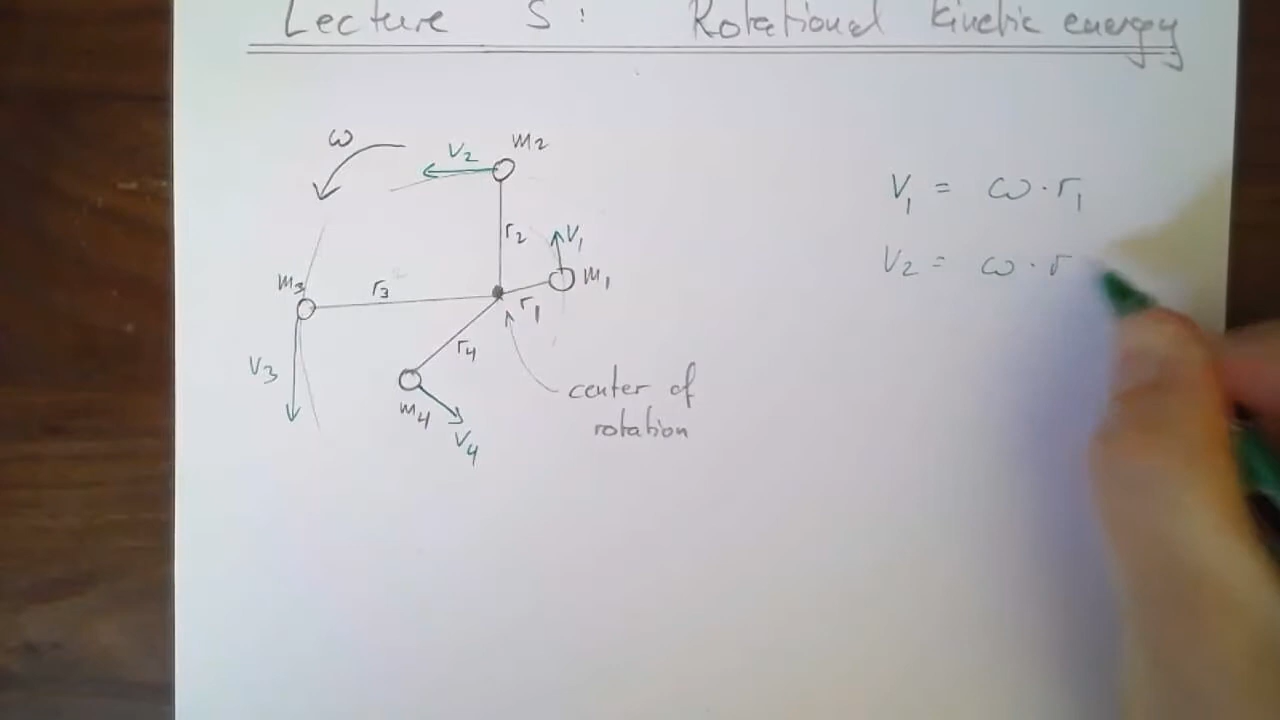 Lecture 5: Rotational kinetic energy
ω
v2
m2
v1 = ω · r1
r2
v1
v2 = ω · r
m3
r3
m1
r1
r4
v3
m4
center of
rotation
v4